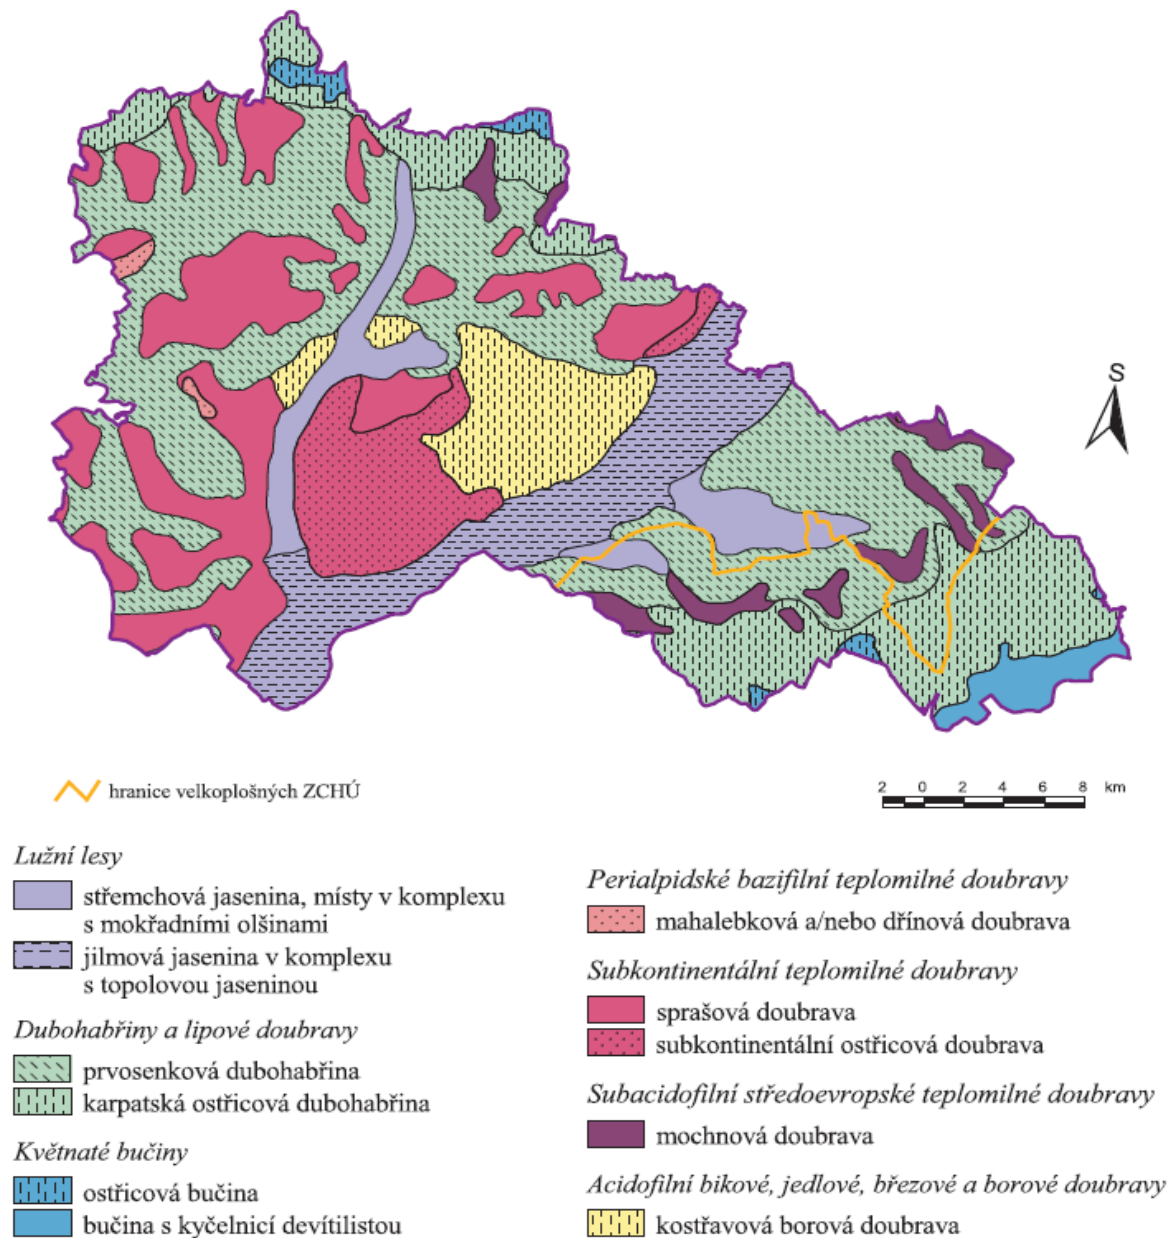 S
hranice velkoplošných ZCHÚ
2 0 2 4 6 8 km
Lužní lesy
střemchová jasenina, místy v komplexu
s mokřadními olšinami
jilmová jasenina v komplexu
s topolovou jaseninou
Dubohabřiny a lipové doubravy
prvosenková dubohabřina
karpatská ostřicová dubohabřina
Květnaté bučiny
ostřicová bučina
bučina s kyčelnicí devítilistou
Perialpidské bazifilní teplomilné doubravy
mahalebková a/nebo dřínová doubrava
Subkontinentální teplomilné doubravy
sprašová doubrava
subkontinentální ostřicová doubrava
Subacidofilní středoevropské teplomilné doubravy
mochnová doubrava
Acidofilní bikové, jedlové, březové a borové doubravy
kostřavová borová doubrava